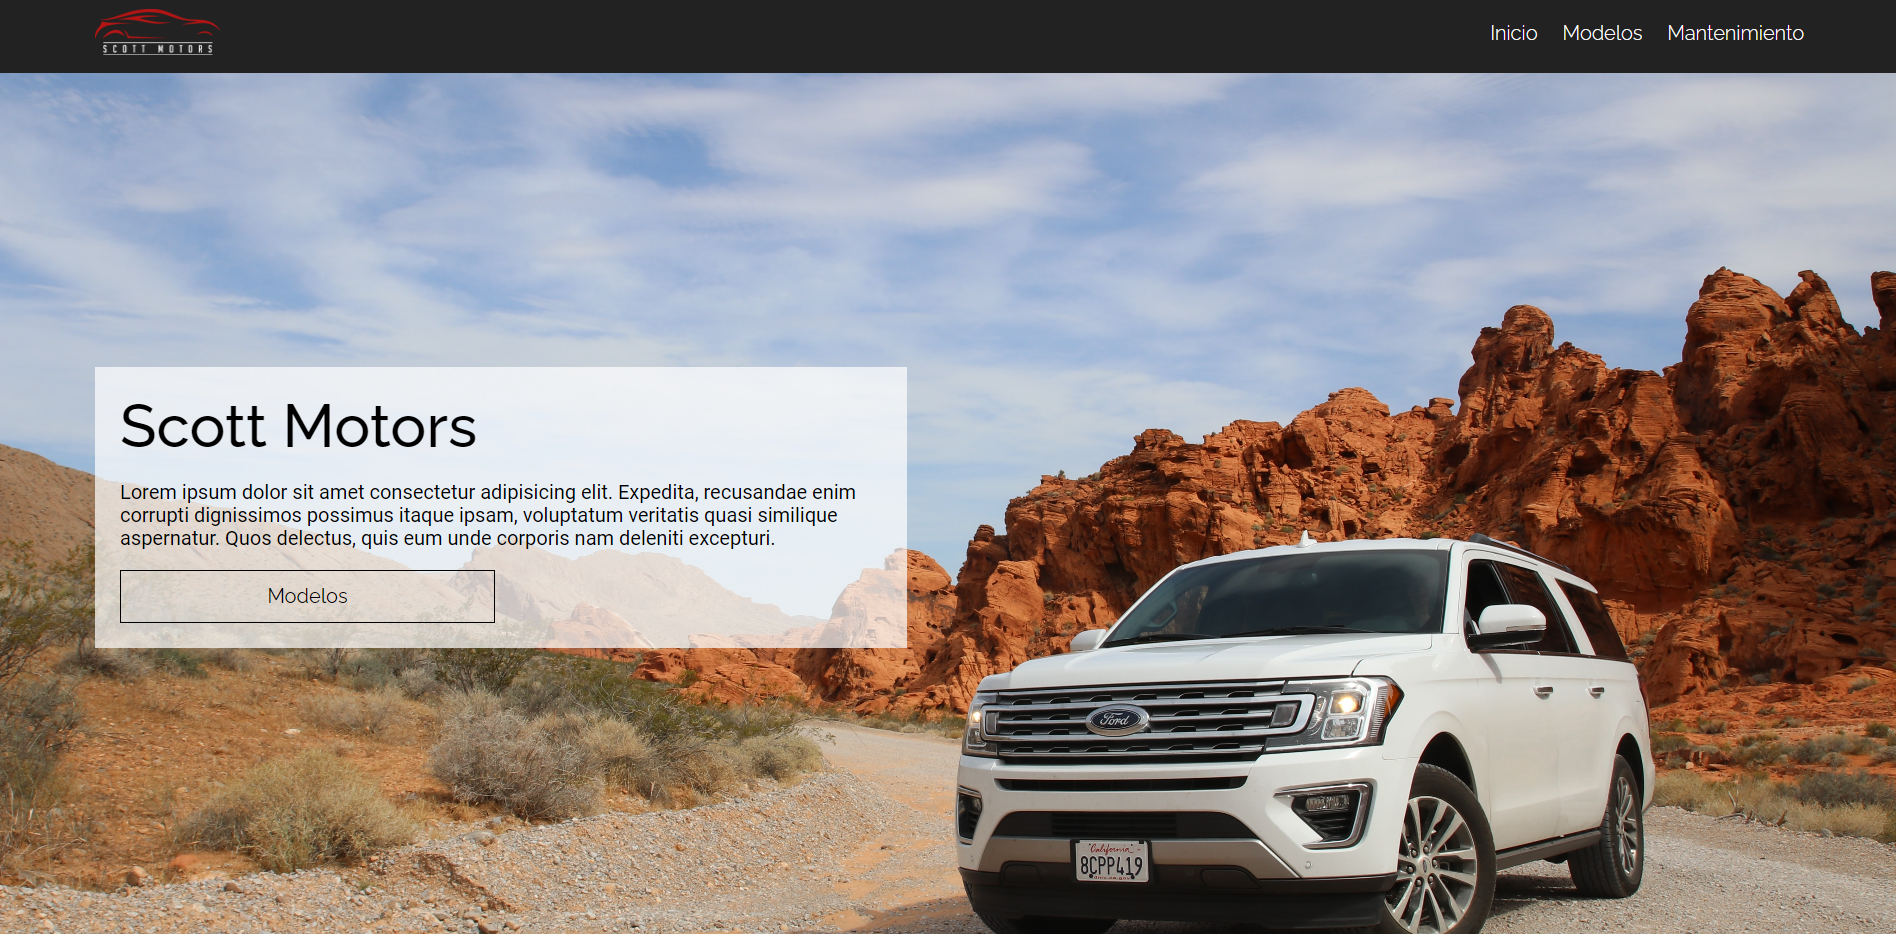 SCOTT MOTORS
Inicio Modelos Mantenimiento
Scott Motors
Lorem ipsum dolor sit amet consectetur adipisicing elit. Expedita, recusandae enim
corrupti dignissimos possimus itaque ipsam, voluptatum veritatis quasi similique
aspernatur. Quos delectus, quis eum unde corporis nam deleniti excepturi.
Modelos
Ford
California
8CPP419